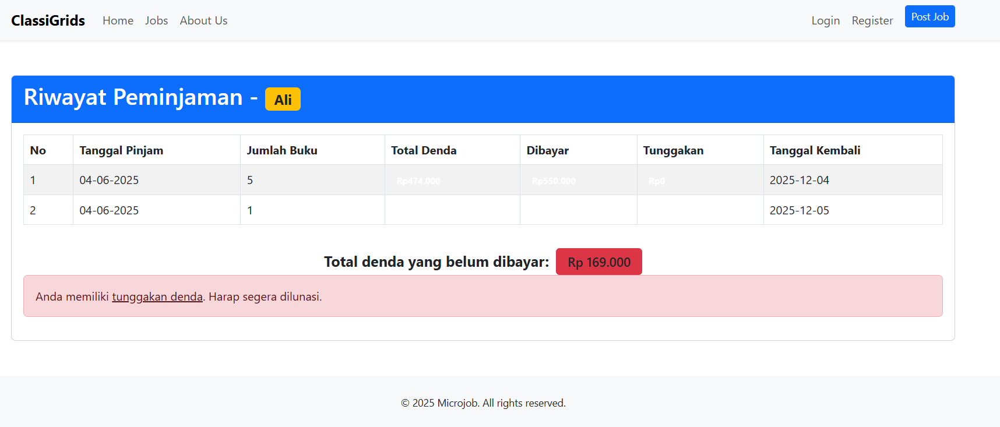 ClassiGrids Home Jobs About Us Login Register Post Job
Riwayat Peminjaman - Ali
No Tanggal Pinjam Jumlah Buku Total Denda Dibayar Tunggakan Tanggal Kembali
1 04-06-2025 5 Rp474.000 Rp550.000 Rp0 2025-12-04
2 04-06-2025 1 2025-12-05
Total denda yang belum dibayar: Rp 169.000
Anda memiliki tunggakan denda. Harap segera dilunasi.
© 2025 Microjob. All rights reserved.